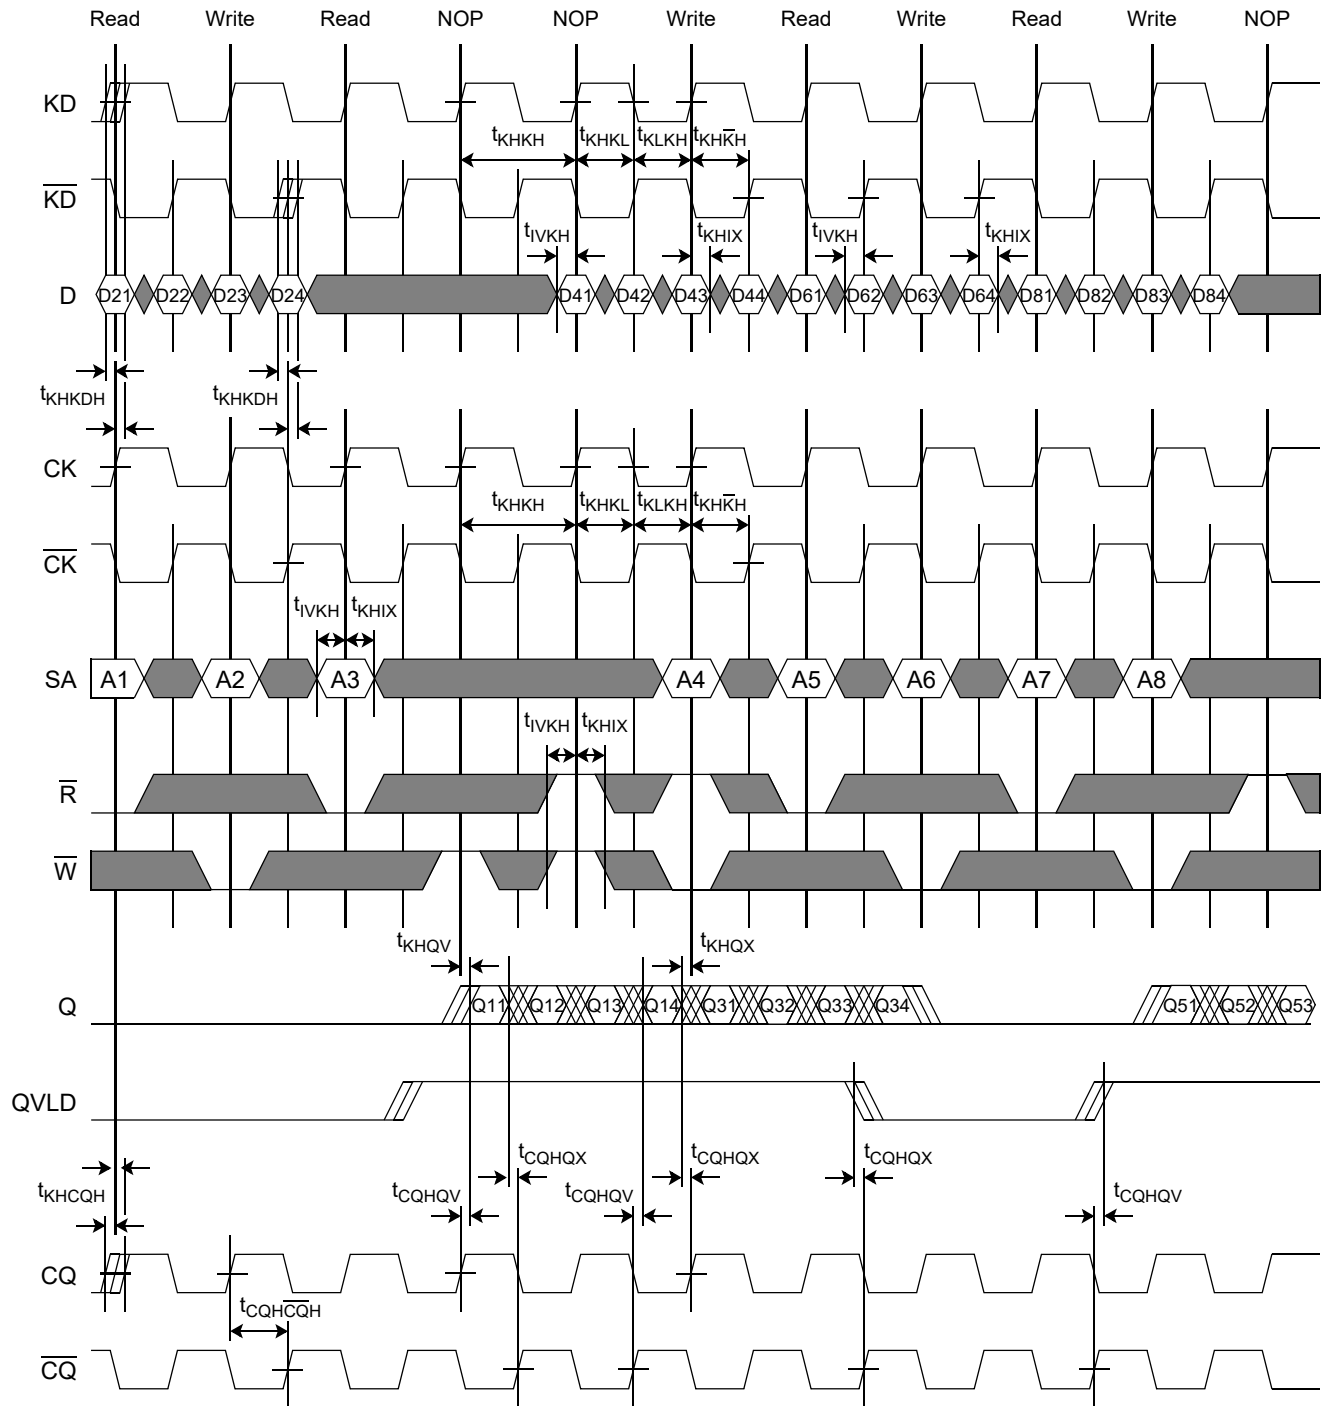 Read Write Read NOP NOP Write Read Write Read Write NOP
KD
tKHKH tKHKL tKLKH tKHK̅H
K̅D̅
tIVKH tKHIX tIVKH tKHIX
D D21 D22 D23 D24 D41 D42 D43 D44 D61 D62 D63 D64 D81 D82 D83 D84
tKHKDH tKHKDH
CK
tKHKH tKHKL tKLKH tKHK̅H
C̅K̅
tIVKH tKHIX
SA A1 A2 A3 A4 A5 A6 A7 A8
tIVKH tKHIX
R̅
W̅
tKHQV tKHQX
Q Q11 Q12 Q13 Q14 Q31 Q32 Q33 Q34 Q51 Q52 Q53
QVLD
tCQHQX tCQHQX tCQHQX
tKHCQH tCQHQV tCQHQV tCQHQV
CQ
tCQHC̅Q̅H
C̅Q̅